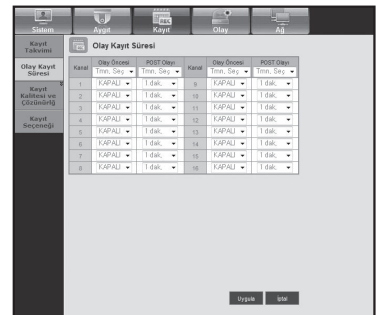 Sistem Aygıt Kayıt Olay Ağ
REC
Kayıt
Takvimi
Olay Kayıt
Süresi
Kayıt
Kalitesi ve
Çözünürlğ
Kayıt
Seçeneği
Olay Kayıt Süresi
Kanal Olay Öncesi POST Olayı Kanal Olay Öncesi POST Olayı
Tmn. Seç Tmn. Seç Tmn. Seç Tmn. Seç
1 KAPALI 1 dak. 9 KAPALI 1 dak.
2 KAPALI 1 dak. 10 KAPALI 1 dak.
3 KAPALI 1 dak. 11 KAPALI 1 dak.
4 KAPALI 1 dak. 12 KAPALI 1 dak.
5 KAPALI 1 dak. 13 KAPALI 1 dak.
6 KAPALI 1 dak. 14 KAPALI 1 dak.
7 KAPALI 1 dak. 15 KAPALI 1 dak.
8 KAPALI 1 dak. 16 KAPALI 1 dak.
Uygula İptal